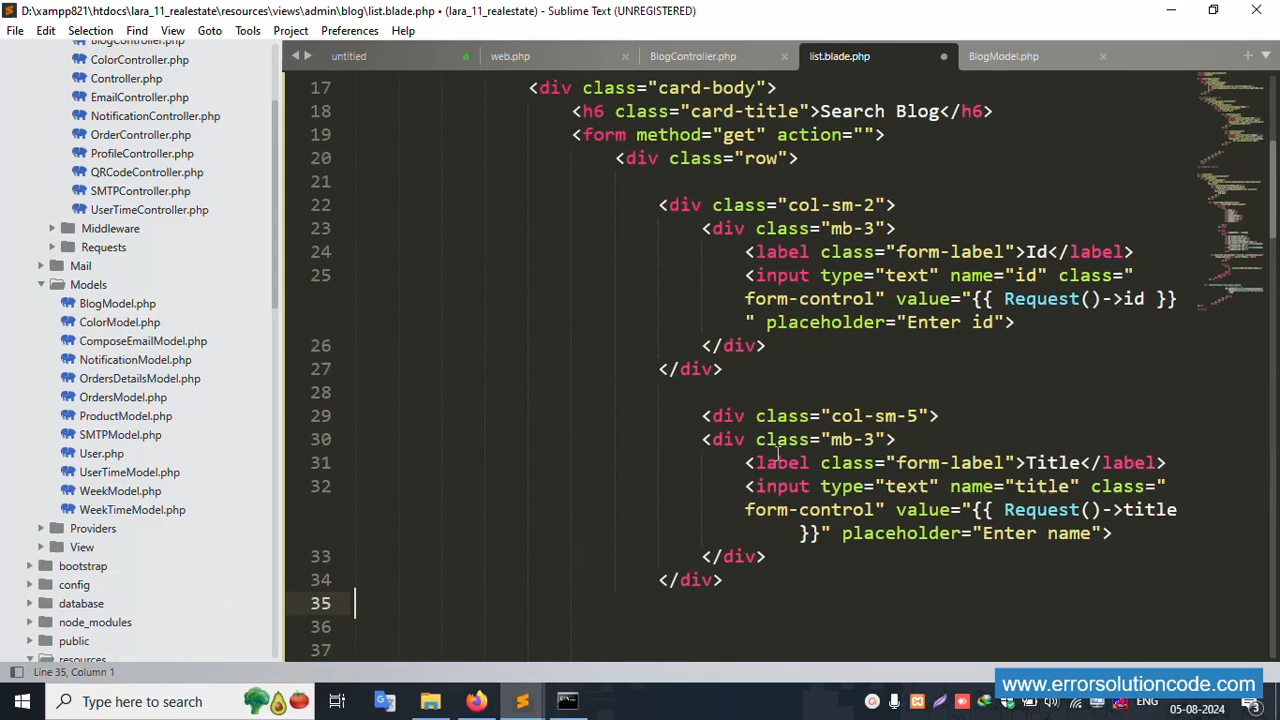 D:\xampp821\htdocs\lara_11_realestate\resources\views\admin\blog\list.blade.php • (lara_11_realestate) - Sublime Text (UNREGISTERED)
File Edit Selection Find View Goto Tools Project Preferences Help
untitled web.php BlogController.php list.blade.php BlogModel.php
BlogController.php
ColorController.php
Controller.php
EmailController.php
NotificationController.php
OrderController.php
ProfileController.php
QRCodeController.php
SMTPController.php
UserTimeController.php
Middleware
Requests
Mail
Models
BlogModel.php
ColorModel.php
ComposeEmailModel.php
NotificationModel.php
OrdersDetailsModel.php
OrdersModel.php
ProductModel.php
SMTPModel.php
User.php
UserTimeModel.php
WeekModel.php
WeekTimeModel.php
Providers
View
bootstrap
config
database
node_modules
public
resources
17 <div class="card-body">
18 <h6 class="card-title">Search Blog</h6>
19 <form method="get" action="">
20 <div class="row">
21
22 <div class="col-sm-2">
23 <div class="mb-3">
24 <label class="form-label">Id</label>
25 <input type="text" name="id" class="
form-control" value="{{ Request()->id }}
" placeholder="Enter id">
26 </div>
27 </div>
28
29 <div class="col-sm-5">
30 <div class="mb-3">
31 <label class="form-label">Title</label>
32 <input type="text" name="title" class="
form-control" value="{{ Request()->title
}}" placeholder="Enter name">
33 </div>
34 </div>
35
36
37
Line 35, Column 1
www.errorsolutioncode.com
Type here to search
ENG
05-08-2024
3